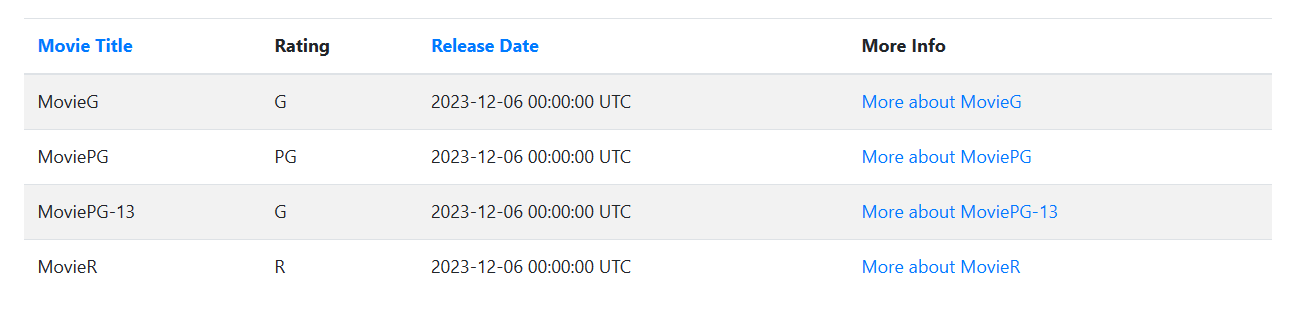 Movie Title Rating Release Date More Info
MovieG G 2023-12-06 00:00:00 UTC More about MovieG
MoviePG PG 2023-12-06 00:00:00 UTC More about MoviePG
MoviePG-13 G 2023-12-06 00:00:00 UTC More about MoviePG-13
MovieR R 2023-12-06 00:00:00 UTC More about MovieR